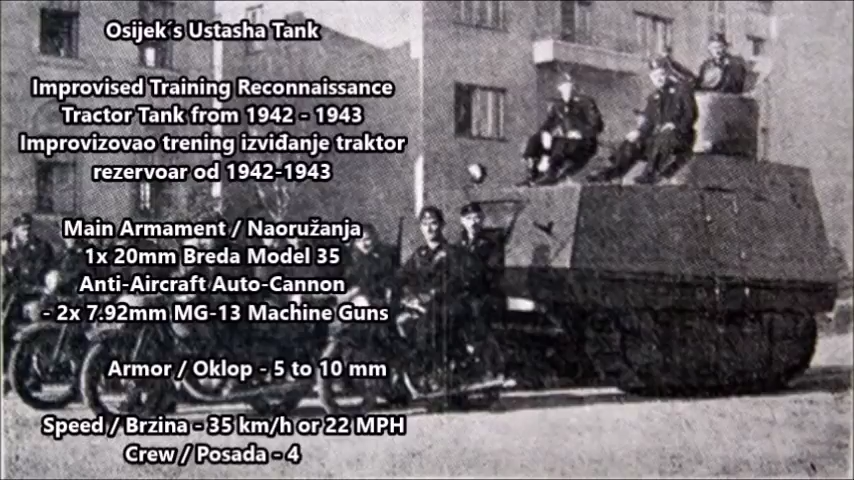 Osijek´s Ustasha Tank
Improvised Training Reconnaissance
Tractor Tank from 1942 - 1943
Improvizovao trening izviđanje traktor
rezervoar od 1942-1943
Main Armament / Naoružanja
1x 20mm Breda Model 35
Anti-Aircraft Auto-Cannon
- 2x 7.92mm MG-13 Machine Guns
Armor / Oklop - 5 to 10 mm
Speed / Brzina - 35 km/h or 22 MPH
Crew / Posada - 4